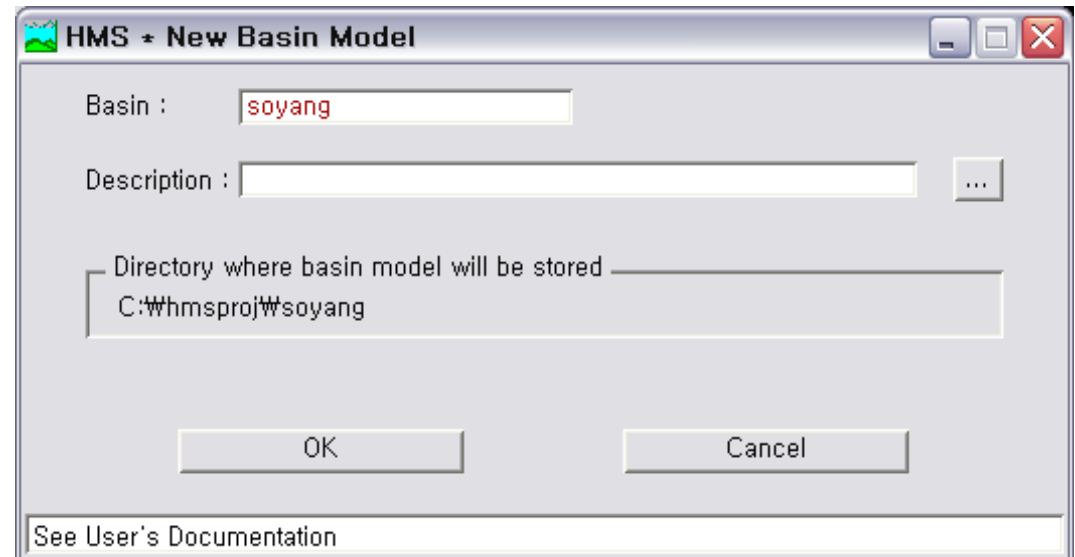 HMS * New Basin Model
Basin : soyang
Description : ...
Directory where basin model will be stored
C:₩hmsproj₩soyang
OK Cancel
See User's Documentation